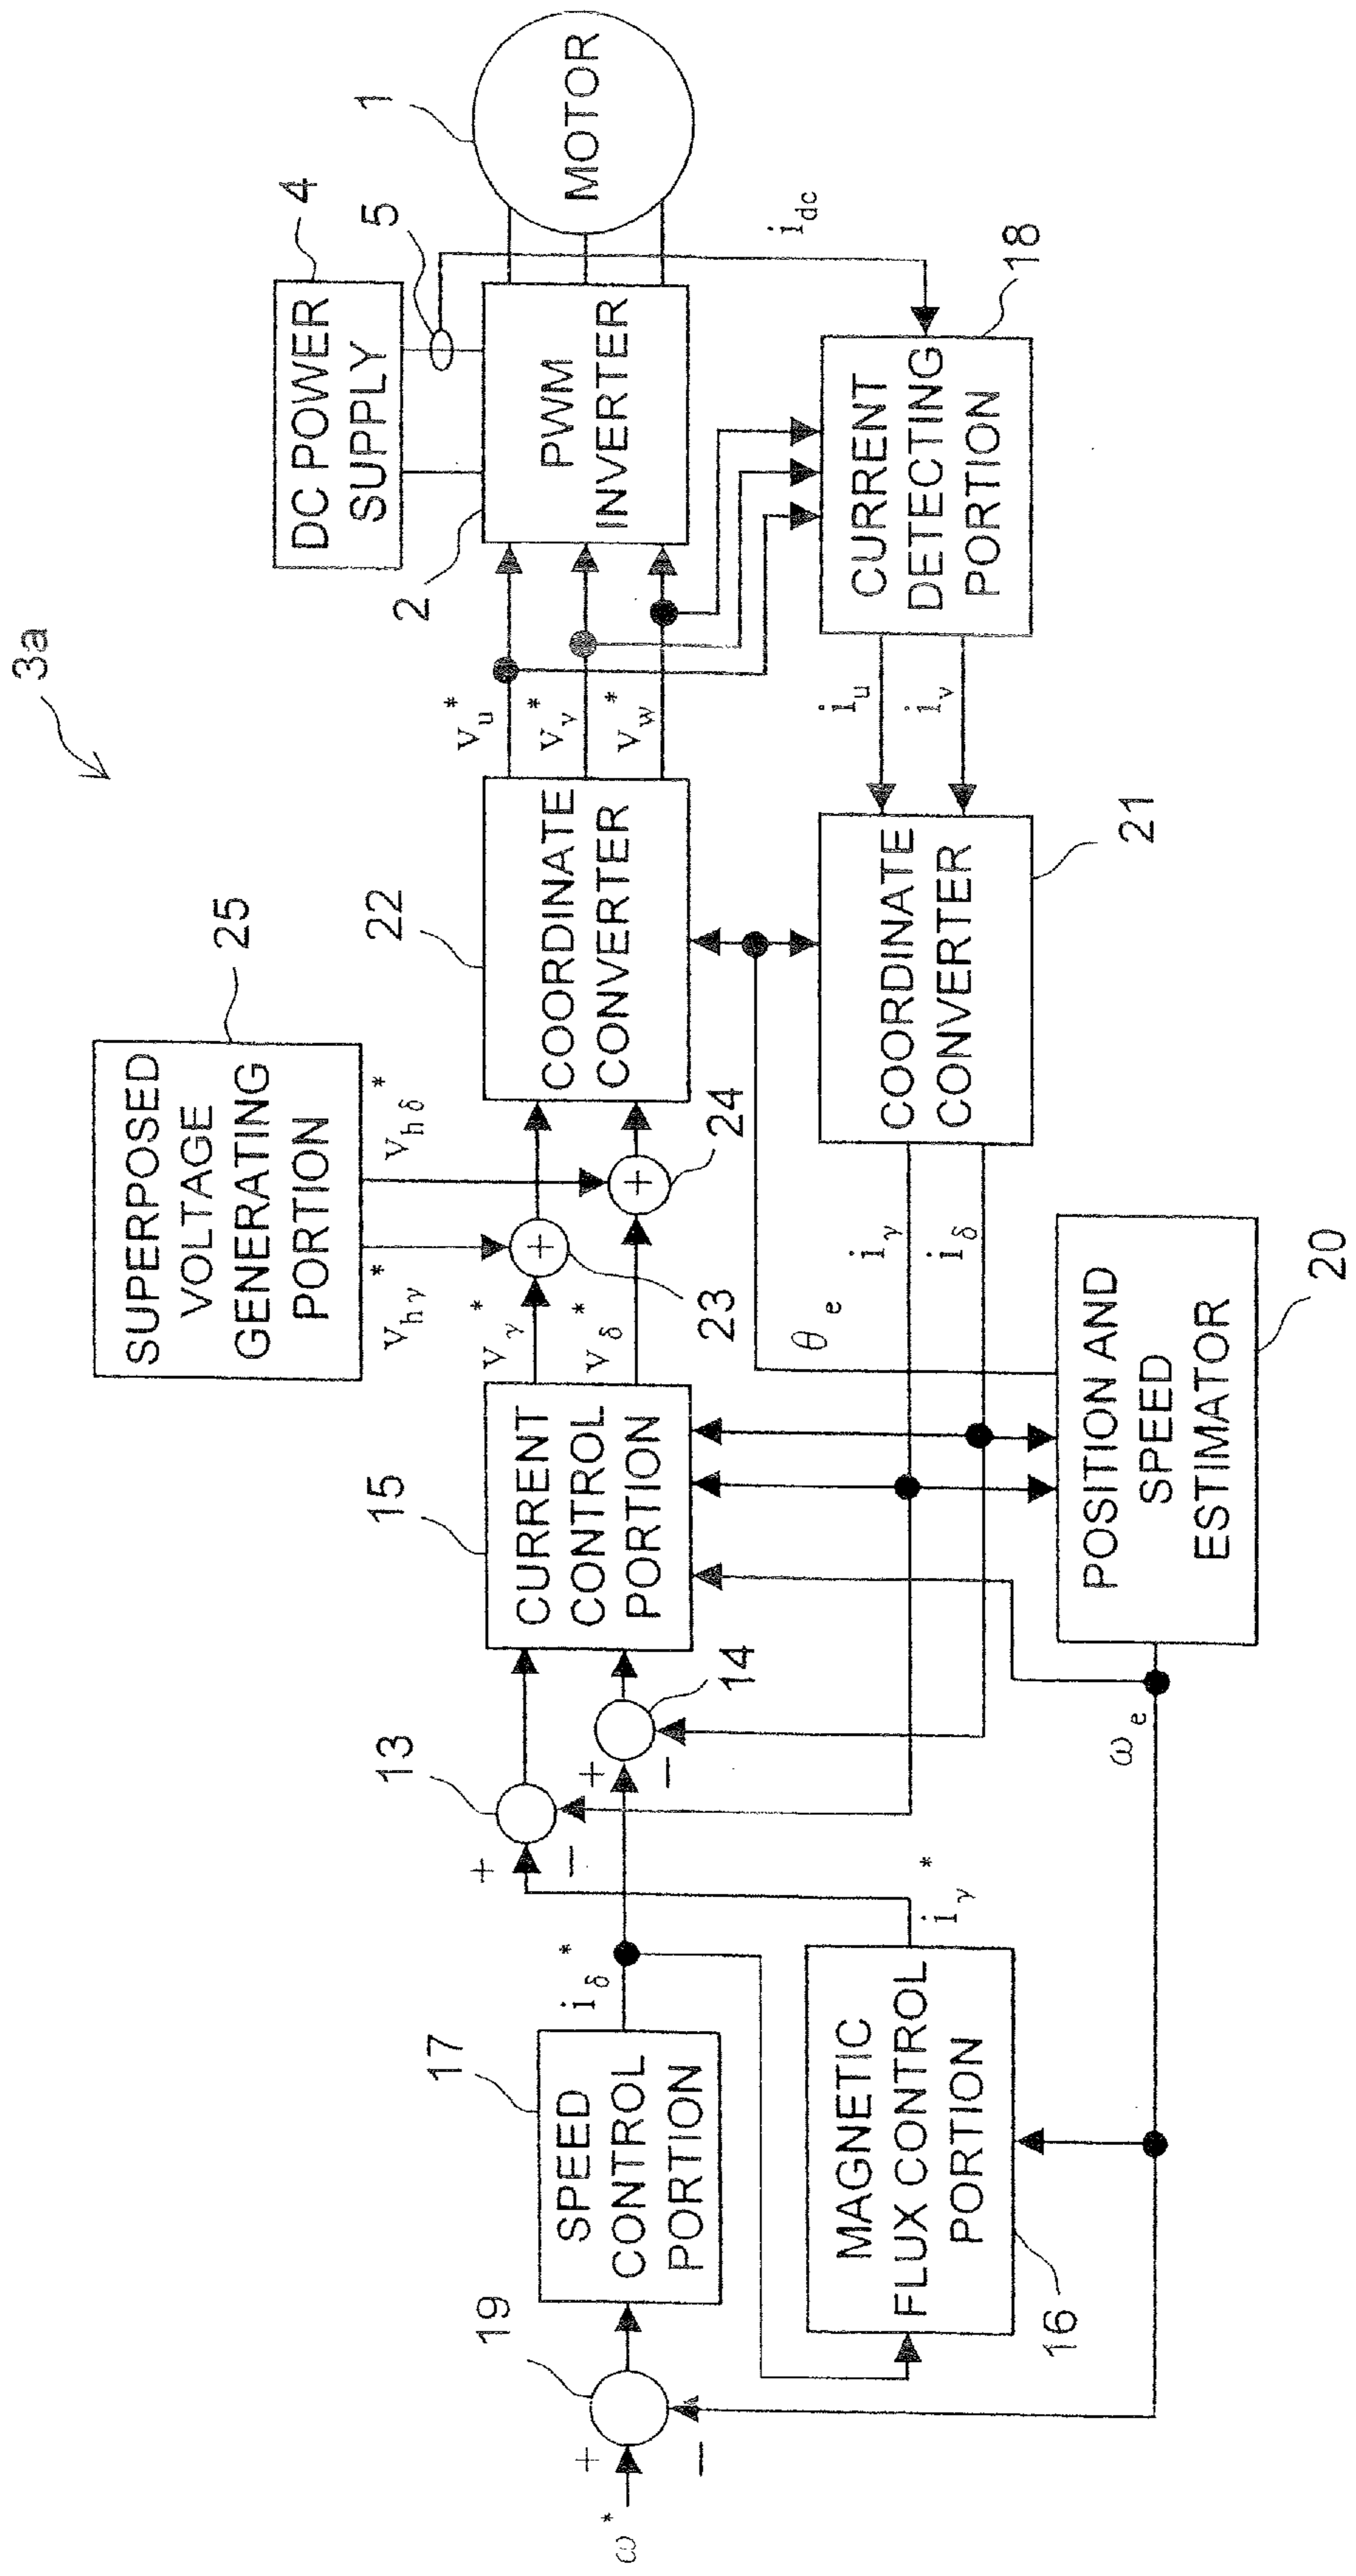 3a
SUPERPOSED
VOLTAGE
GENERATING
PORTION
25
v_hγ*
v_hδ*
DC POWER
SUPPLY
4
5
1
MOTOR
ω*
+
−
19
17
SPEED
CONTROL
PORTION
i_δ*
+
−
13
+
−
14
15
CURRENT
CONTROL
PORTION
v_γ*
v_δ*
+
23
+
24
22
COORDINATE
CONVERTER
v_u*
v_v*
v_w*
2
PWM
INVERTER
i_dc
MAGNETIC
FLUX CONTROL
PORTION
16
i_γ*
i_γ
i_δ
θ_e
COORDINATE
CONVERTER
21
i_u
i_v
CURRENT
DETECTING
PORTION
18
ω_e
POSITION AND
SPEED
ESTIMATOR
20